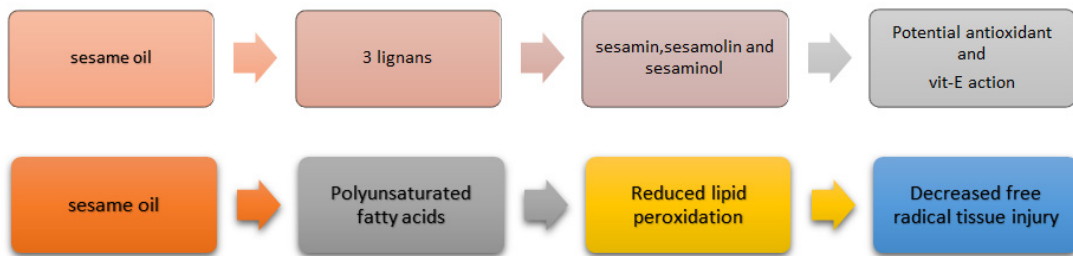 sesame oil
3 lignans
sesamin,sesamolin and
sesaminol
Potential antioxidant
and
vit-E action
sesame oil
Polyunsaturated
fatty acids
Reduced lipid
peroxidation
Decreased free
radical tissue injury